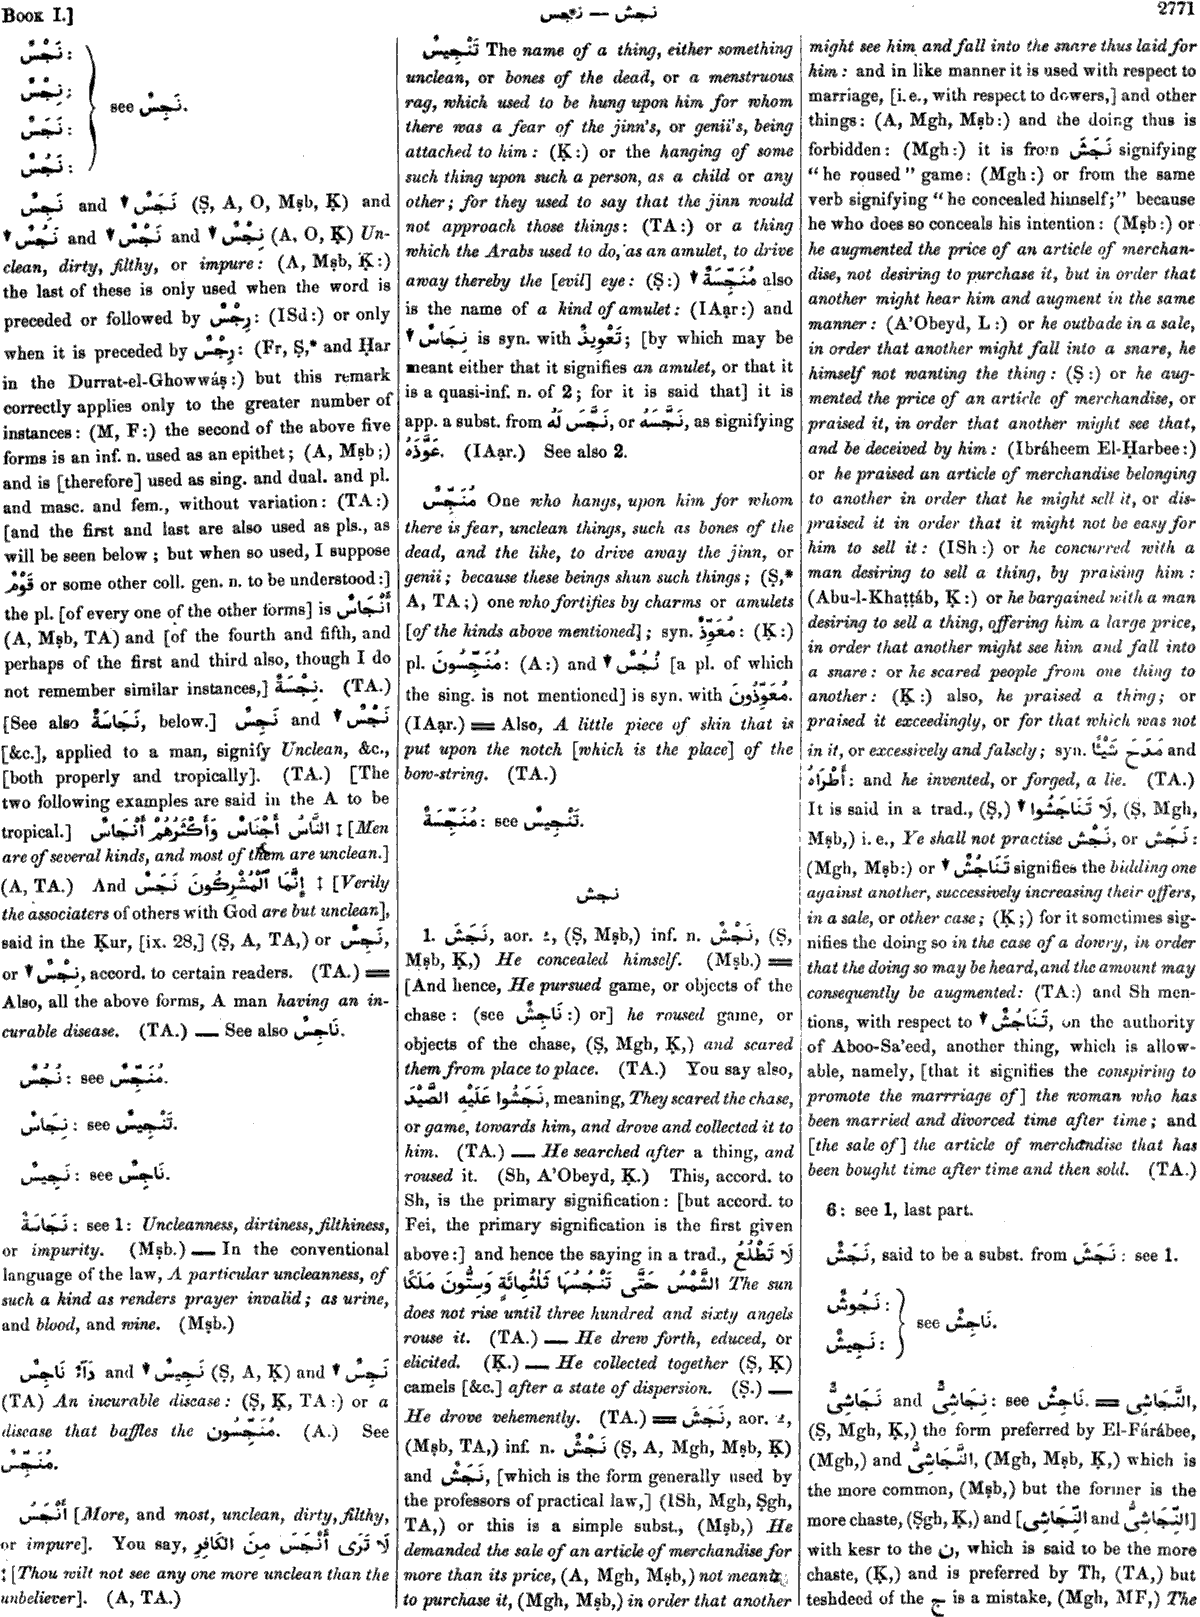 BOOK I.]
نجس — نجش
2771
نَجْسٌ :
نِجْسٌ :
نَجَسٌ :
نَجُسٌ :
see نَجِسٌ.
نَجِسٌ and ▼ نَجَسٌ (Ṣ, A, O, Mṣb, Ḳ) and
▼ نِجْسٌ and ▼ نَجْسٌ and ▼ نَجُسٌ (A, O, Ḳ) Un-
clean, dirty, filthy, or impure : (A, Mṣb, Ḳ :)
the last of these is only used when the word is
preceded or followed by رِجْسٌ : (ISd :) or only
when it is preceded by رِجْسٌ : (Fr, Ṣ,* and Ḥar
in the Durrat-el-Ghowwáṣ :) but this remark
correctly applies only to the greater number of
instances : (M, F :) the second of the above five
forms is an inf. n. used as an epithet ; (A, Mṣb ;)
and is [therefore] used as sing. and dual. and pl.
and masc. and fem., without variation : (TA :)
[and the first and last are also used as pls., as
will be seen below ; but when so used, I suppose
قَوْمٌ or some other coll. gen. n. to be understood :]
the pl. [of every one of the other forms] is أَنْجَاسٌ
(A, Mṣb, TA) and [of the fourth and fifth, and
perhaps of the first and third also, though I do
not remember similar instances,] نِجَسَةٌ. (TA.)
[See also نَجَاسَةٌ, below.] نَجِسٌ and ▼ نَجْسٌ
[&c.], applied to a man, signify Unclean, &c.,
[both properly and tropically]. (TA.) [The
two following examples are said in the A to be
tropical.] النَّاسُ أَجْنَاسٌ وَأَكْثَرُهُمْ أَنْجَاسٌ ‡ [Men
are of several kinds, and most of them are unclean.]
(A, TA.) And إِنَّمَا ٱلْمُشْرِكُونَ نَجَسٌ ‡ [Verily
the associaters of others with God are but unclean],
said in the Ḳur, [ix. 28,] (Ṣ, A, TA,) or نَجِسٌ,
or ▼ نِجْسٌ, accord. to certain readers. (TA.) ═
Also, all the above forms, A man having an in-
curable disease. (TA.) — See also نَاجِسٌ.
نُجُسٌ : see مُنَجِّسٌ.
نِجَاسٌ : see تَنْجِيسٌ.
نَجِيسٌ : see نَاجِسٌ.
نَجَاسَةٌ : see 1 : Uncleanness, dirtiness, filthiness,
or impurity. (Mṣb.) — In the conventional
language of the law, A particular uncleanness, of
such a kind as renders prayer invalid ; as urine,
and blood, and wine. (Mṣb.)
دَآءٌ نَاجِسٌ and ▼ نَجِيسٌ (Ṣ, A, Ḳ) and ▼ نَجِسٌ
(TA) An incurable disease : (Ṣ, Ḳ, TA :) or a
disease that baffles the مُنَجِّسُون. (A.) See
مُنَجِّسٌ.
أَنْجَسُ [More, and most, unclean, dirty, filthy,
or impure]. You say, لَا تَرَى أَنْجَسَ مِنَ الكَافِرِ
‡ [Thou wilt not see any one more unclean than the
unbeliever]. (A, TA.)
تَنْجِيسٌ The name of a thing, either something
unclean, or bones of the dead, or a menstruous
rag, which used to be hung upon him for whom
there was a fear of the jinn's, or genii's, being
attached to him : (Ḳ :) or the hanging of some
such thing upon such a person, as a child or any
other ; for they used to say that the jinn would
not approach those things : (TA :) or a thing
which the Arabs used to do, as an amulet, to drive
away thereby the [evil] eye : (Ṣ :) ▼ مُنَجِّسَةٌ also
is the name of a kind of amulet : (IAạr :) and
▼ نِجَاسٌ is syn. with تَعْوِيذٌ ; [by which may be
meant either that it signifies an amulet, or that it
is a quasi-inf. n. of 2 ; for it is said that] it is
app. a subst. from نَجَّسَ لَهُ, or نَجَّسَهُ, as signifying
عَوَّذَهُ. (IAạr.) See also 2.
مُنَجِّسٌ One who hangs, upon him for whom
there is fear, unclean things, such as bones of the
dead, and the like, to drive away the jinn, or
genii ; because these beings shun such things ; (Ṣ,*
A, TA ;) one who fortifies by charms or amulets
[of the kinds above mentioned] ; syn. مُعَوِّذٌ : (Ḳ :)
pl. مُنَجِّسُونَ : (A :) and ▼ نُجُسٌ [a pl. of which
the sing. is not mentioned] is syn. with مُعَوِّذُونَ.
(IAạr.) ═ Also, A little piece of skin that is
put upon the notch [which is the place] of the
bow-string. (TA.)
مُنَجِّسَةٌ : see تَنْجِيسٌ.
نجش
1. نَجَشَ, aor. ـُ, (Ṣ, Mṣb,) inf. n. نَجْشٌ, (Ṣ,
Mṣb, Ḳ,) He concealed himself. (Mṣb.) ═
[And hence, He pursued game, or objects of the
chase : (see نَاجِشٌ :) or] he roused game, or
objects of the chase, (Ṣ, Mgh, Ḳ,) and scared
them from place to place. (TA.) You say also,
نَجَشُوا عَلَيْهِ الصَّيْدَ, meaning, They scared the chase,
or game, towards him, and drove and collected it to
him. (TA.) — He searched after a thing, and
roused it. (Sh, A'Obeyd, Ḳ.) This, accord. to
Sh, is the primary signification : [but accord. to
Fei, the primary signification is the first given
above :] and hence the saying in a trad., لَا تَطْلُعُ
الشَّمْسُ حَتَّى تَنْجُشُهَا ثَلٰثُمِائَةٍ وَسِتُّونَ مَلَكًا The sun
does not rise until three hundred and sixty angels
rouse it. (TA.) — He drew forth, educed, or
elicited. (Ḳ.) — He collected together (Ṣ, Ḳ)
camels [&c.] after a state of dispersion. (Ṣ.) —
He drove vehemently. (TA.) ═ نَجَشَ, aor. ـُ,
(Mṣb, TA,) inf. n. نَجْشٌ (Ṣ, A, Mgh, Mṣb, Ḳ)
and نَجَشٌ, [which is the form generally used by
the professors of practical law,] (ISh, Mgh, Ṣgh,
TA,) or this is a simple subst., (Mṣb,) He
demanded the sale of an article of merchandise for
more than its price, (A, Mgh, Mṣb,) not meaning
to purchase it, (Mgh, Mṣb,) in order that another
might see him and fall into the snare thus laid for
him : and in like manner it is used with respect to
marriage, [i. e., with respect to dowers,] and other
things : (A, Mgh, Mṣb :) and the doing thus is
forbidden : (Mgh :) it is from نَجَشَ signifying
"he roused" game : (Mgh :) or from the same
verb signifying "he concealed himself ;" because
he who does so conceals his intention : (Mṣb :) or
he augmented the price of an article of merchan-
dise, not desiring to purchase it, but in order that
another might hear him and augment in the same
manner : (A'Obeyd, L :) or he outbade in a sale,
in order that another might fall into a snare, he
himself not wanting the thing : (Ṣ :) or he aug-
mented the price of an article of merchandise, or
praised it, in order that another might see that,
and be deceived by him : (Ibráheem El-Ḥarbee :)
or he praised an article of merchandise belonging
to another in order that he might sell it, or dis-
praised it in order that it might not be easy for
him to sell it : (ISh :) or he concurred with a
man desiring to sell a thing, by praising him :
(Abu-l-Khaṭṭáb, Ḳ :) or he bargained with a man
desiring to sell a thing, offering him a large price,
in order that another might see him and fall into
a snare : or he scared people from one thing to
another : (Ḳ :) also, he praised a thing ; or
praised it exceedingly, or for that which was not
in it, or excessively and falsely ; syn. مَدَحَ شَيْئًا and
أَطْرَاهُ : and he invented, or forged, a lie. (TA.)
It is said in a trad., (Ṣ,) ▼ لَا تَنَاجَشُوا, (Ṣ, Mgh,
Mṣb,) i. e., Ye shall not practise نَجْش, or نَجَش :
(Mgh, Mṣb :) or ▼ تَنَاجُشٌ signifies the bidding one
against another, successively increasing their offers,
in a sale, or other case ; (Ḳ ;) for it sometimes sig-
nifies the doing so in the case of a dowry, in order
that the doing so may be heard, and the amount may
consequently be augmented : (TA :) and Sh men-
tions, with respect to ▼ تَنَاجُشٌ, on the authority
of Aboo-Sa'eed, another thing, which is allow-
able, namely, [that it signifies the conspiring to
promote the marrriage of] the woman who has
been married and divorced time after time ; and
[the sale of] the article of merchandise that has
been bought time after time and then sold. (TA.)
6 : see 1, last part.
نَجَشٌ, said to be a subst. from نَجَشَ : see 1.
نَجُوشٌ :
نَجِيشٌ :
see نَاجِشٌ.
نَجَاشِىٌّ and نِجَاشِىٌّ : see نَاجِشٌ. ═ النَّجَاشِى,
(Ṣ, Mgh, Ḳ,) the form preferred by El-Fárábee,
(Mgh,) and النَّجَاشِىُّ, (Mgh, Mṣb, Ḳ,) which is
the more common, (Mṣb,) but the former is the
more chaste, (Ṣgh, Ḳ,) and [النِّجَاشِى and النِّجَاشِىُّ]
with kesr to the ن, which is said to be the more
chaste, (Ḳ,) and is preferred by Th, (TA,) but
teshdeed of the ج is a mistake, (Mgh, MF,) The